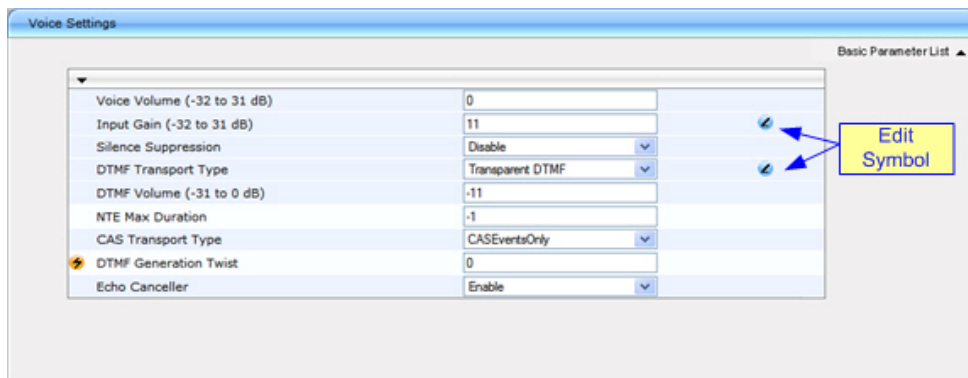 Voice Settings
Basic Parameter List
Voice Volume (-32 to 31 dB) 0
Input Gain (-32 to 31 dB) 11
Silence Suppression Disable
DTMF Transport Type Transparent DTMF
DTMF Volume (-31 to 0 dB) -11
NTE Max Duration -1
CAS Transport Type CASEventsOnly
DTMF Generation Twist 0
Echo Canceller Enable
Edit
Symbol